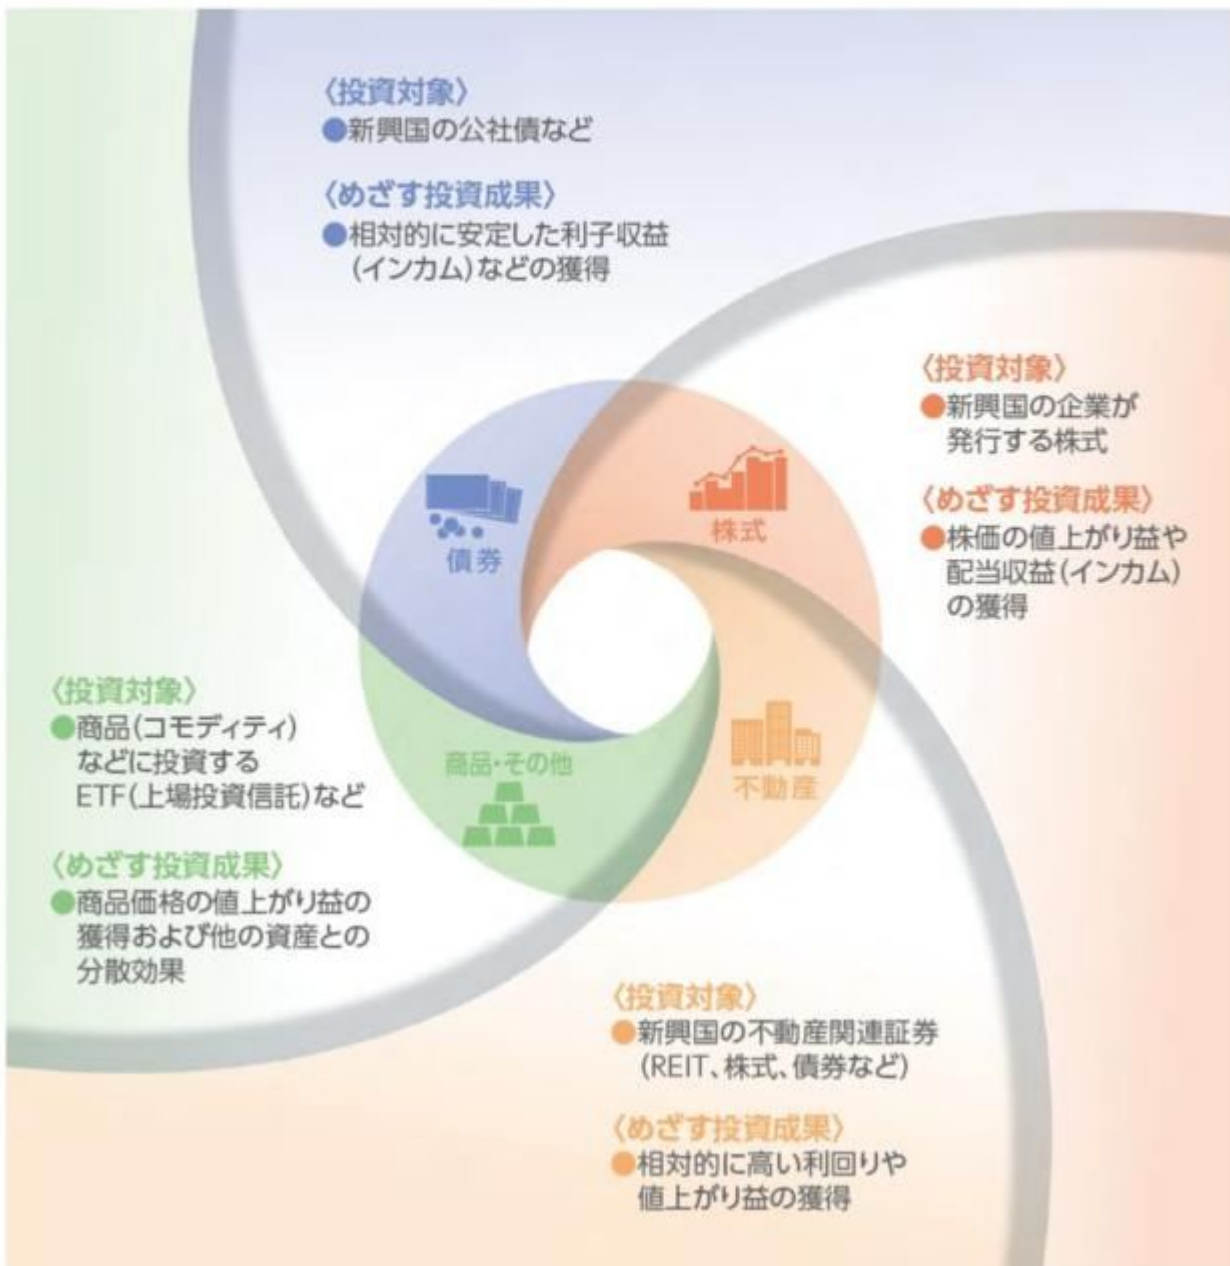 〈投資対象〉
●新興国の公社債など
〈めざす投資成果〉
●相対的に安定した利子収益
(インカム)などの獲得
〈投資対象〉
●新興国の企業が
発行する株式
〈めざす投資成果〉
●株価の値上がり益や
配当収益(インカム)
の獲得
債券
株式
商品・その他
不動産
〈投資対象〉
●商品(コモディティ)
などに投資する
ETF(上場投資信託)など
〈めざす投資成果〉
●商品価格の値上がり益の
獲得および他の資産との
分散効果
〈投資対象〉
●新興国の不動産関連証券
(REIT、株式、債券など)
〈めざす投資成果〉
●相対的に高い利回りや
値上がり益の獲得